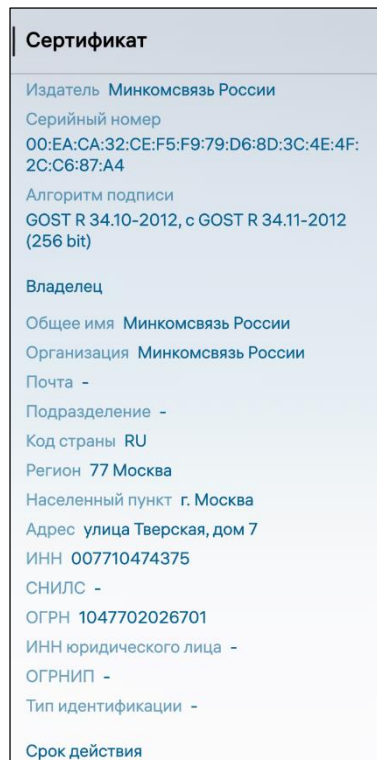 Сертификат
Издатель Минкомсвязь России
Серийный номер
00:EA:CA:32:CE:F5:F9:79:D6:8D:3C:4E:4F:
2C:C6:87:A4
Алгоритм подписи
GOST R 34.10-2012, с GOST R 34.11-2012
(256 bit)
Владелец
Общее имя Минкомсвязь России
Организация Минкомсвязь России
Почта -
Подразделение -
Код страны RU
Регион 77 Москва
Населенный пункт г. Москва
Адрес улица Тверская, дом 7
ИНН 007710474375
СНИЛС -
ОГРН 1047702026701
ИНН юридического лица -
ОГРНИП -
Тип идентификации -
Срок действия